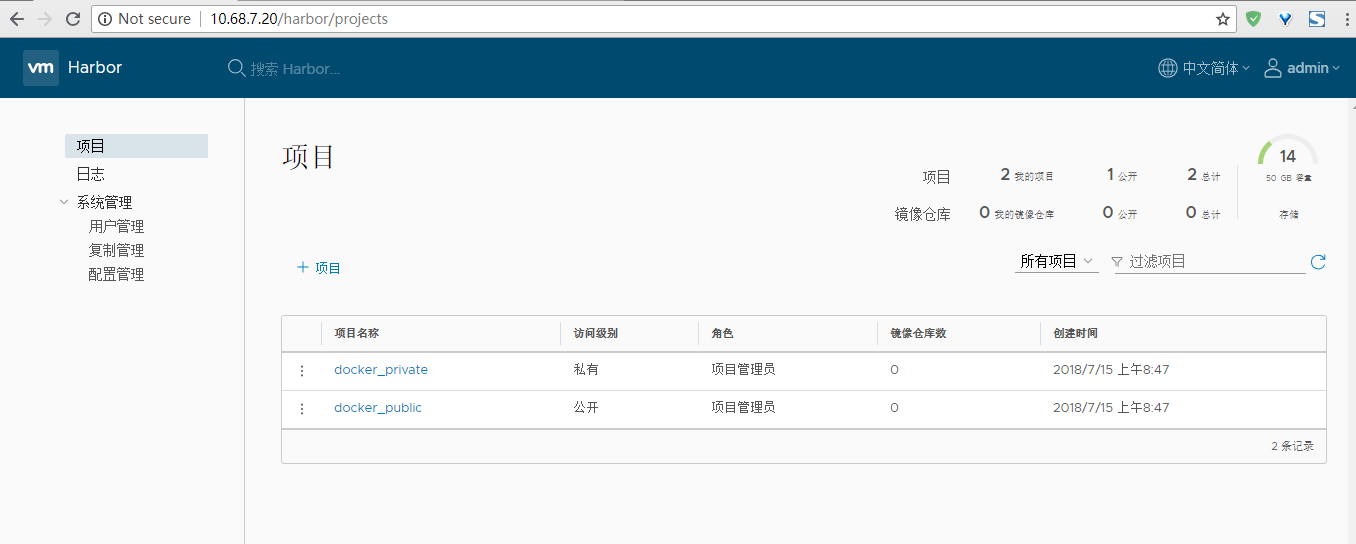 Not secure 10.68.7.20/harbor/projects
vm Harbor 搜索 Harbor... 中文简体 admin
项目
日志
系统管理
用户管理
复制管理
配置管理
项目
项目 2 我的项目 1 公开 2 总计
镜像仓库 0 我的镜像仓库 0 公开 0 总计
14
50 GB 容量
存储
+ 项目 所有项目 过滤项目
项目名称 访问级别 角色 镜像仓库数 创建时间
docker_private 私有 项目管理员 0 2018/7/15 上午8:47
docker_public 公开 项目管理员 0 2018/7/15 上午8:47
2 条记录